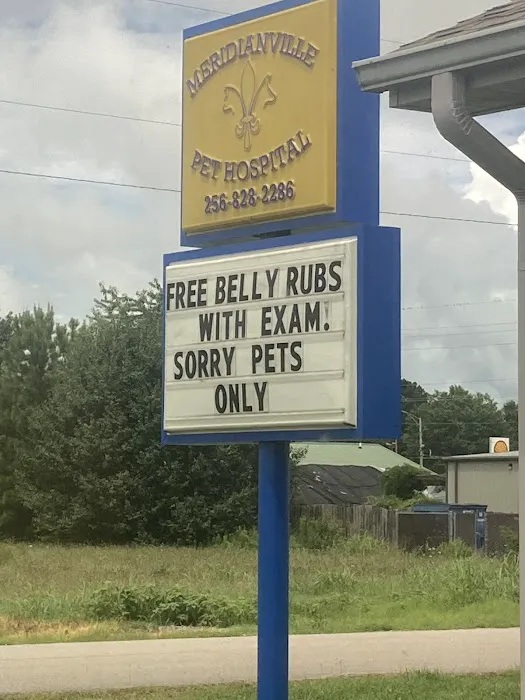 MERIDIANVILLE
PET HOSPITAL
256-828-2286
FREE BELLY RUBS
WITH EXAM!
SORRY PETS
ONLY